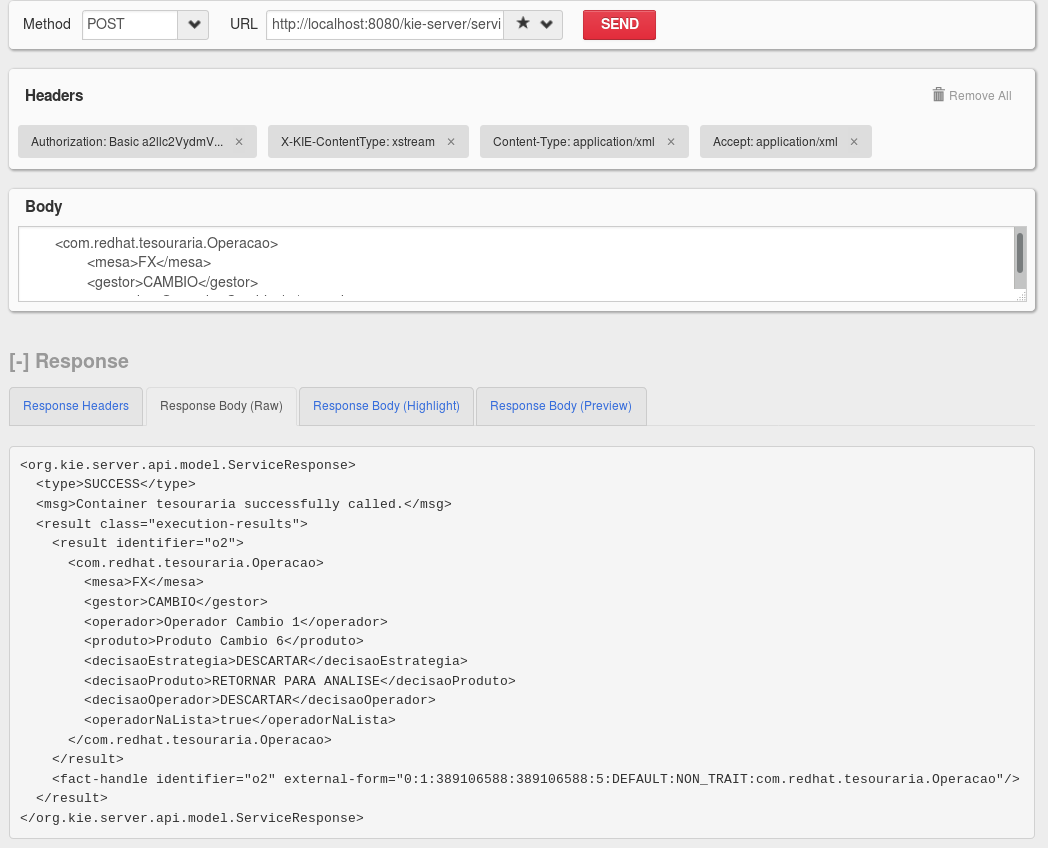 Method POST URL http://localhost:8080/kie-server/servi SEND
Headers Remove All
Authorization: Basic a2llc2VydmV... × X-KIE-ContentType: xstream × Content-Type: application/xml × Accept: application/xml ×
Body
<com.redhat.tesouraria.Operacao>
<mesa>FX</mesa>
<gestor>CAMBIO</gestor>
[-] Response
Response Headers Response Body (Raw) Response Body (Highlight) Response Body (Preview)
<org.kie.server.api.model.ServiceResponse>
  <type>SUCCESS</type>
  <msg>Container tesouraria successfully called.</msg>
  <result class="execution-results">
    <result identifier="o2">
      <com.redhat.tesouraria.Operacao>
        <mesa>FX</mesa>
        <gestor>CAMBIO</gestor>
        <operador>Operador Cambio 1</operador>
        <produto>Produto Cambio 6</produto>
        <decisaoEstrategia>DESCARTAR</decisaoEstrategia>
        <decisaoProduto>RETORNAR PARA ANALISE</decisaoProduto>
        <decisaoOperador>DESCARTAR</decisaoOperador>
        <operadorNaLista>true</operadorNaLista>
      </com.redhat.tesouraria.Operacao>
    </result>
    <fact-handle identifier="o2" external-form="0:1:389106588:389106588:5:DEFAULT:NON_TRAIT:com.redhat.tesouraria.Operacao"/>
  </result>
</org.kie.server.api.model.ServiceResponse>